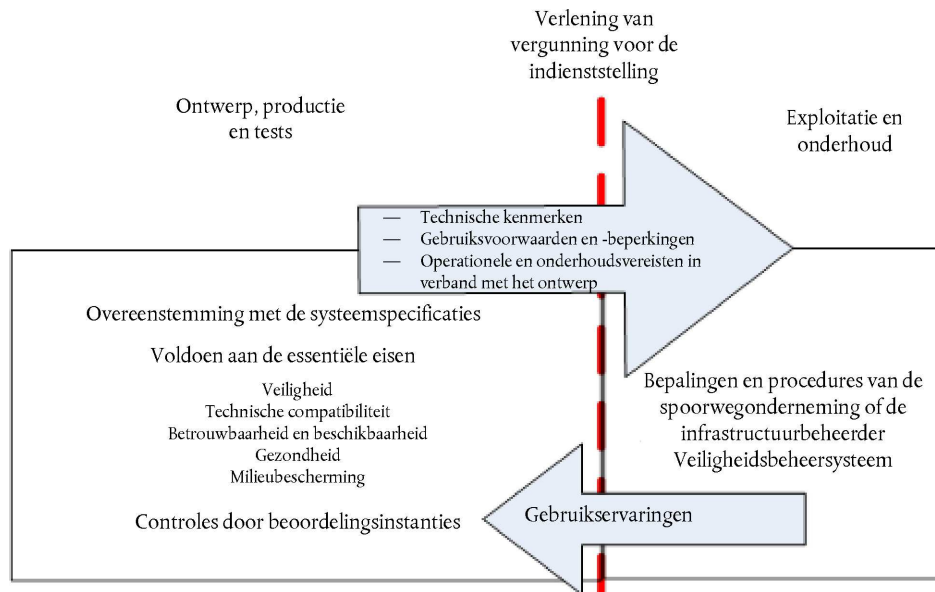 Verlening van
vergunning voor de
indienststelling
Ontwerp, productie
en tests
Exploitatie en
onderhoud
— Technische kenmerken
— Gebruiksvoorwaarden en -beperkingen
— Operationele en onderhoudsvereisten in
verband met het ontwerp
Overeenstemming met de systeemspecificaties
Voldoen aan de essentiële eisen
Veiligheid
Technische compatibiliteit
Betrouwbaarheid en beschikbaarheid
Gezondheid
Milieubescherming
Controles door beoordelingsinstanties
Bepalingen en procedures van de
spoorwegonderneming of de
infrastructuurbeheerder
Veiligheidsbeheersysteem
Gebruikservaringen